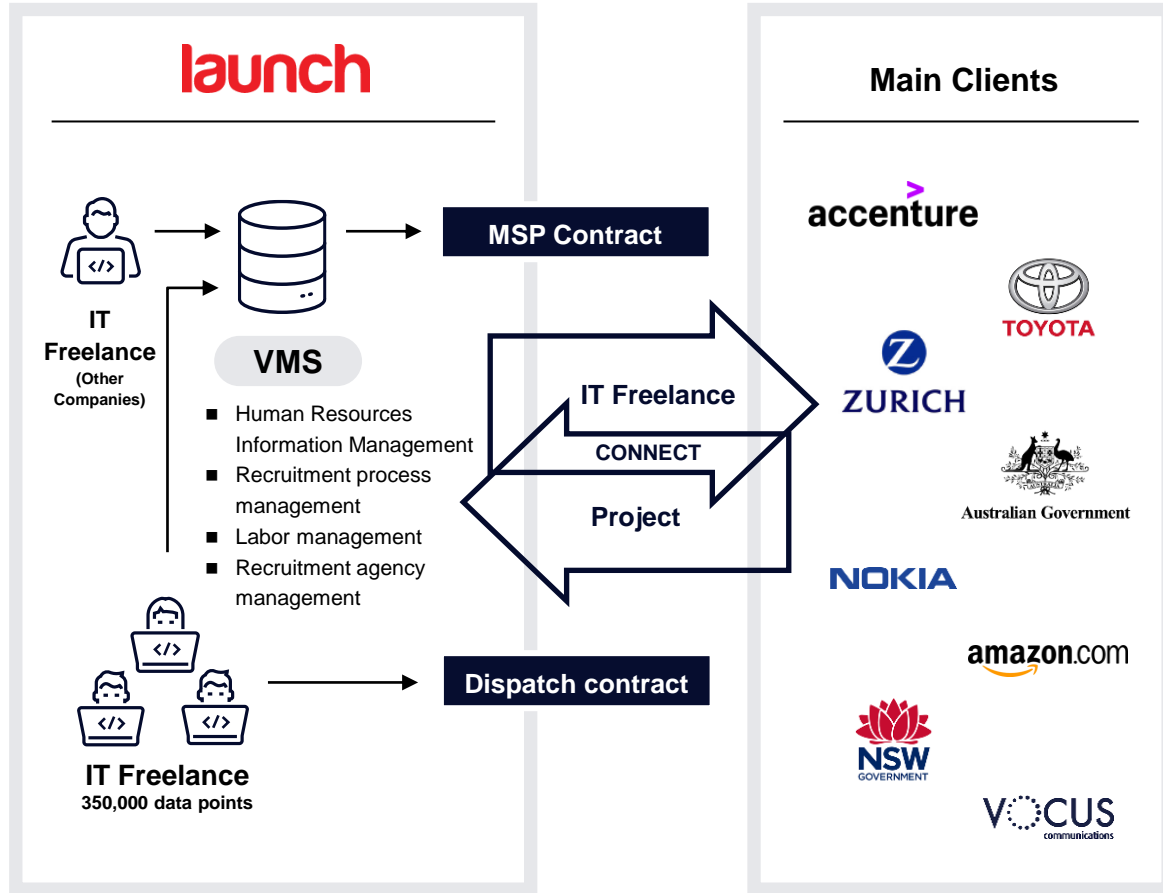 launch
Main Clients
</>
IT
Freelance
(Other
Companies)
VMS
■ Human Resources
Information Management
■ Recruitment process
management
■ Labor management
■ Recruitment agency
management
</>
</>
</>
IT Freelance
350,000 data points
MSP Contract
IT Freelance
CONNECT
Project
Dispatch contract
accenture
TOYOTA
Z
ZURICH
AUSTRALIA
Australian Government
NOKIA
amazon.com
NSW
GOVERNMENT
VOCUS
communications